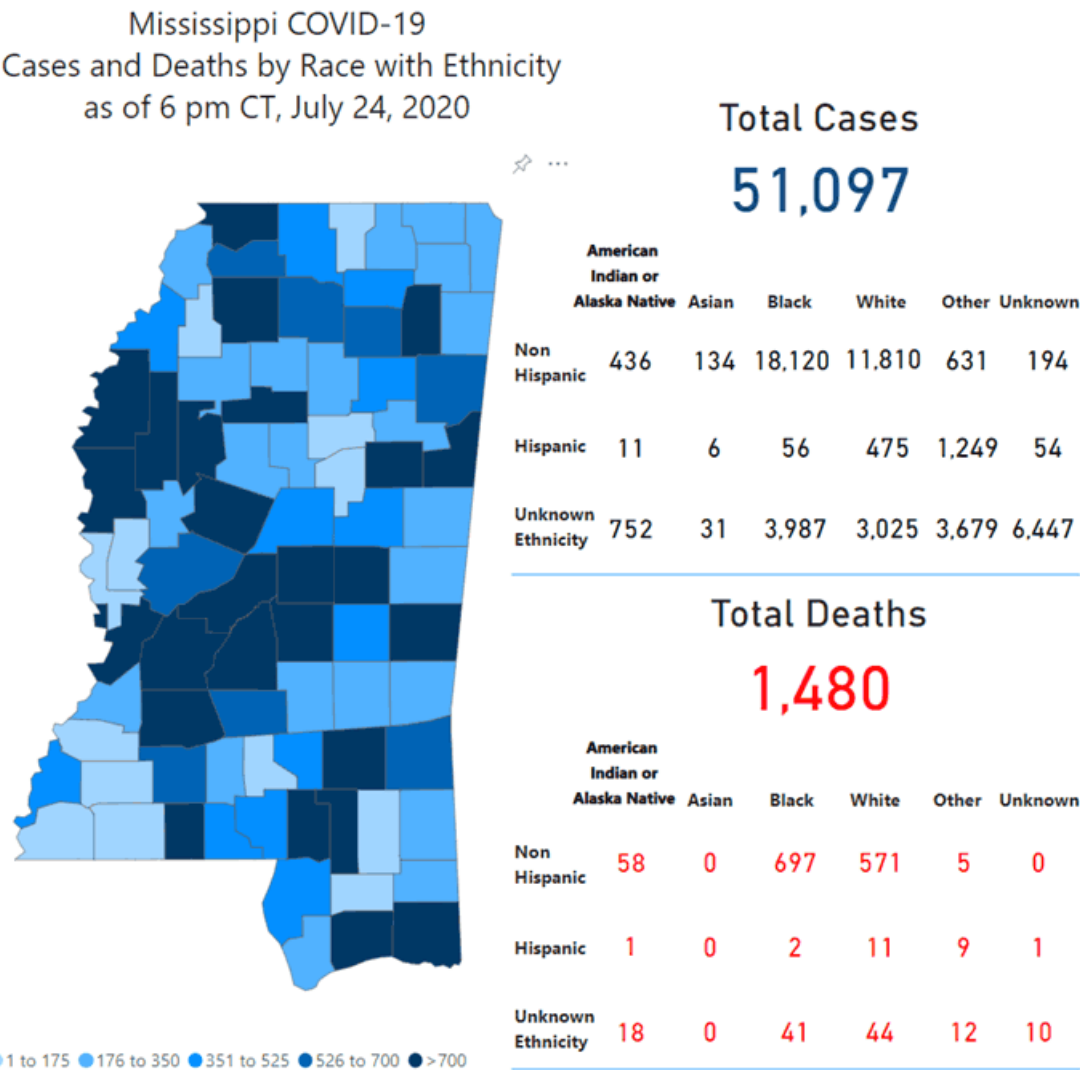 Mississippi COVID-19
Cases and Deaths by Race with Ethnicity
as of 6 pm CT, July 24, 2020
Total Cases
51,097
American
Indian or
Alaska Native Asian Black White Other Unknown
Non
Hispanic 436 134 18,120 11,810 631 194
Hispanic 11 6 56 475 1,249 54
Unknown
Ethnicity 752 31 3,987 3,025 3,679 6,447
Total Deaths
1,480
American
Indian or
Alaska Native Asian Black White Other Unknown
Non
Hispanic 58 0 697 571 5 0
Hispanic 1 0 2 11 9 1
Unknown
Ethnicity 18 0 41 44 12 10
1 to 175 176 to 350 351 to 525 526 to 700 >700